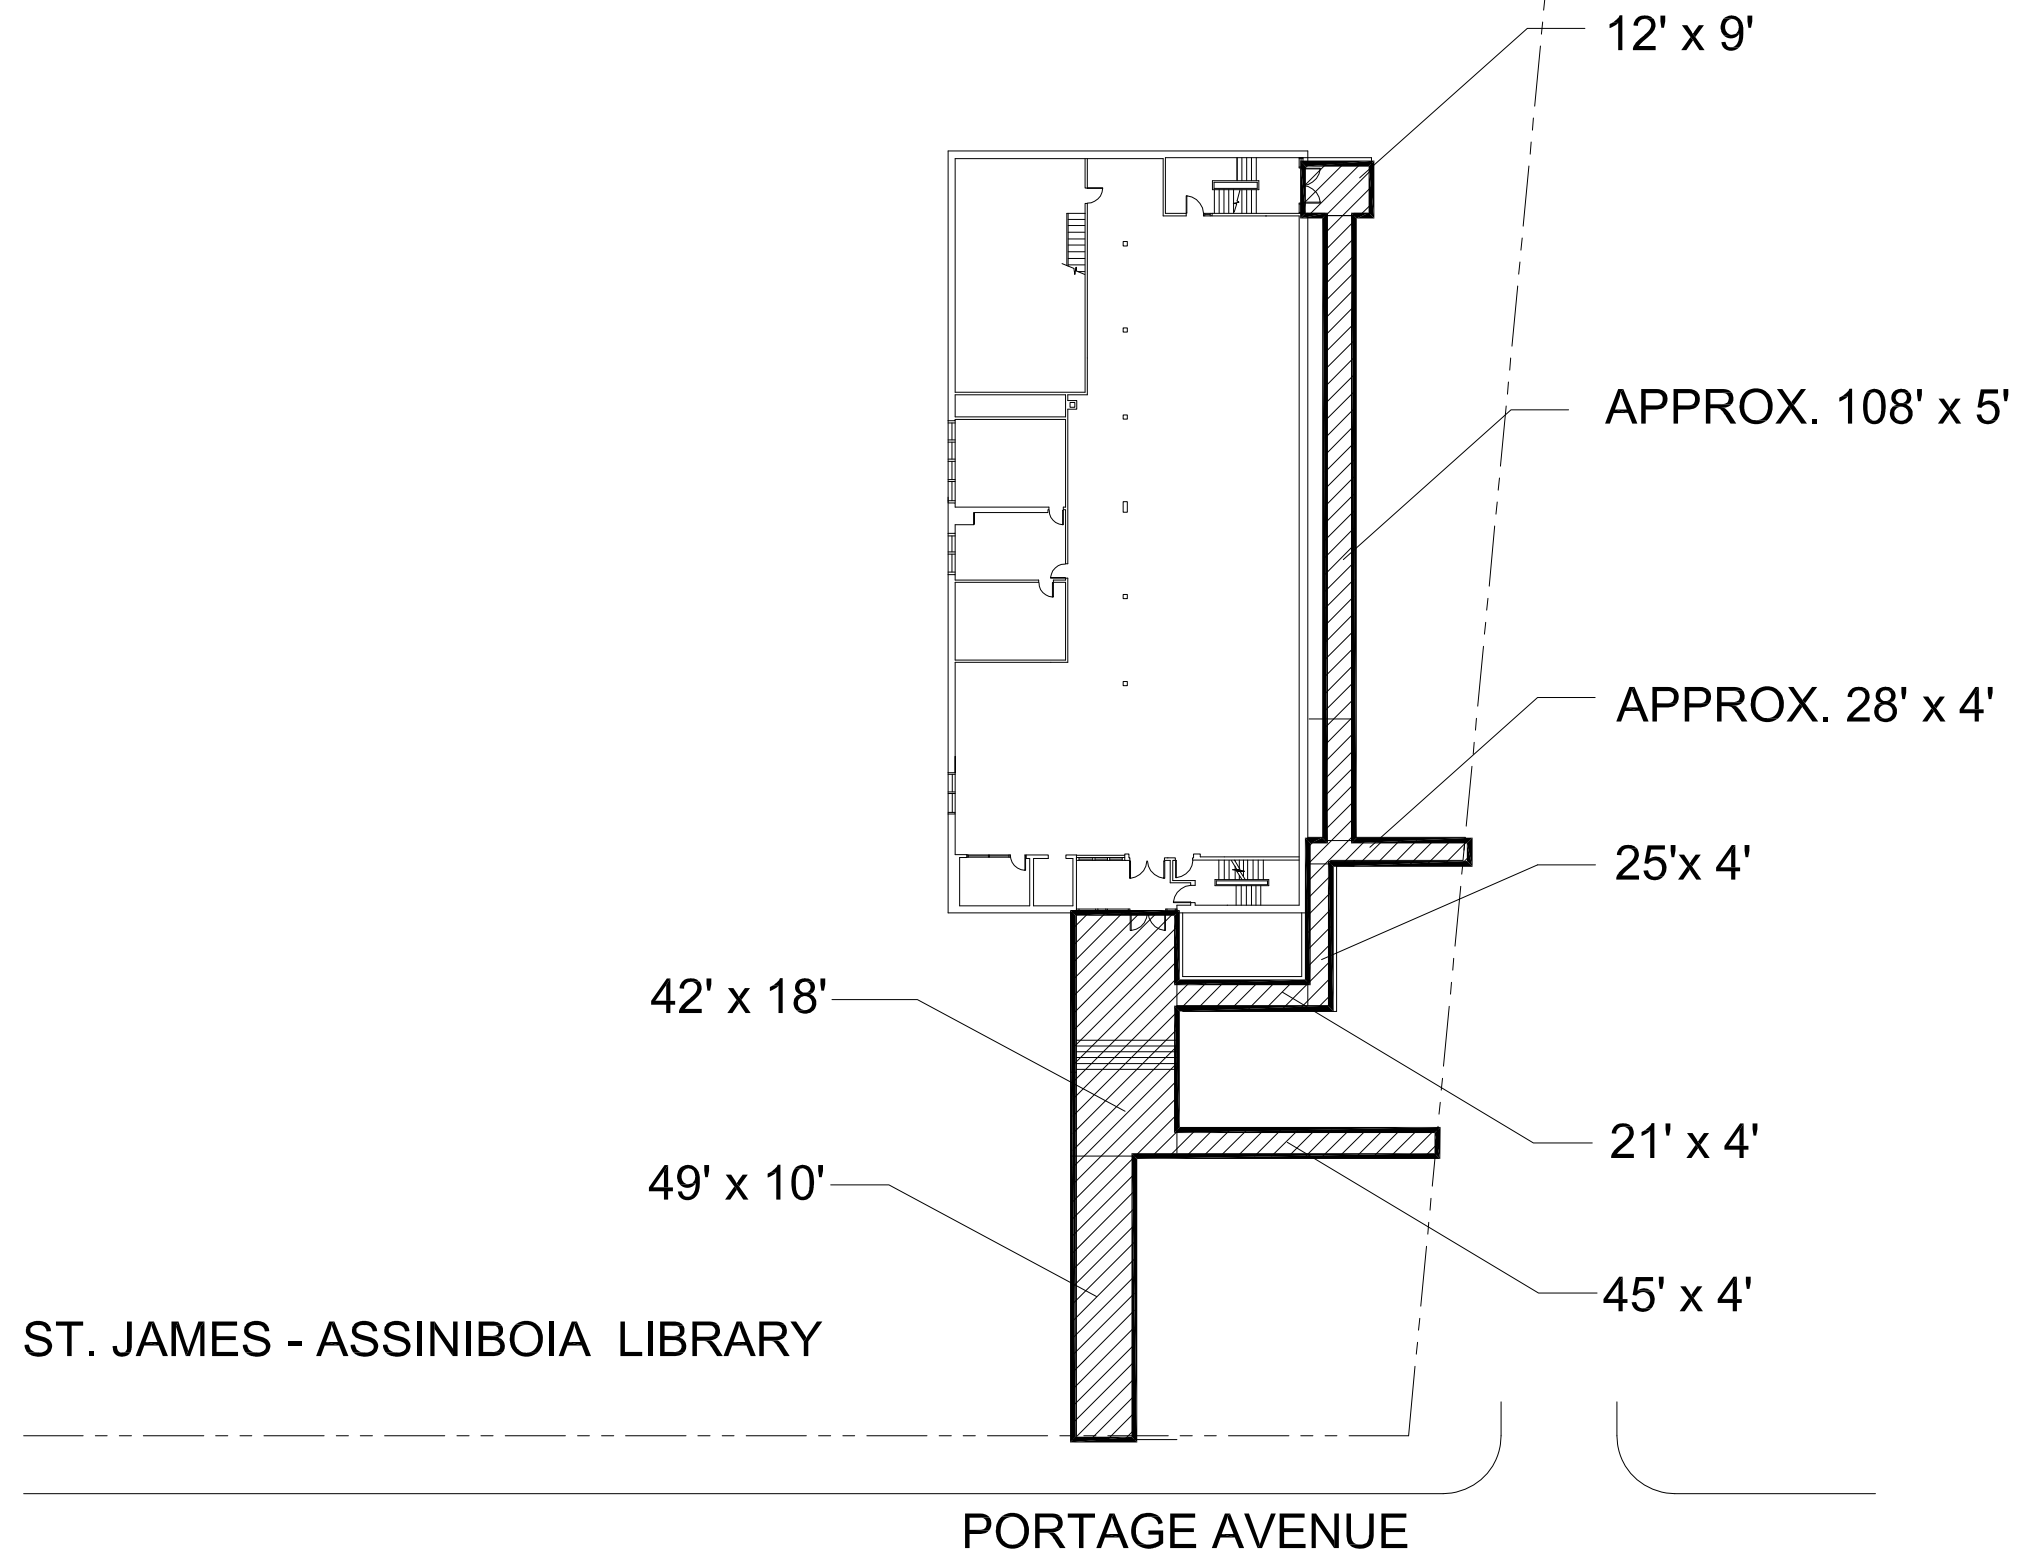 12' x 9'
APPROX. 108' x 5'
APPROX. 28' x 4'
25'x 4'
42' x 18'
21' x 4'
49' x 10'
45' x 4'
ST. JAMES - ASSINIBOIA  LIBRARY
PORTAGE AVENUE